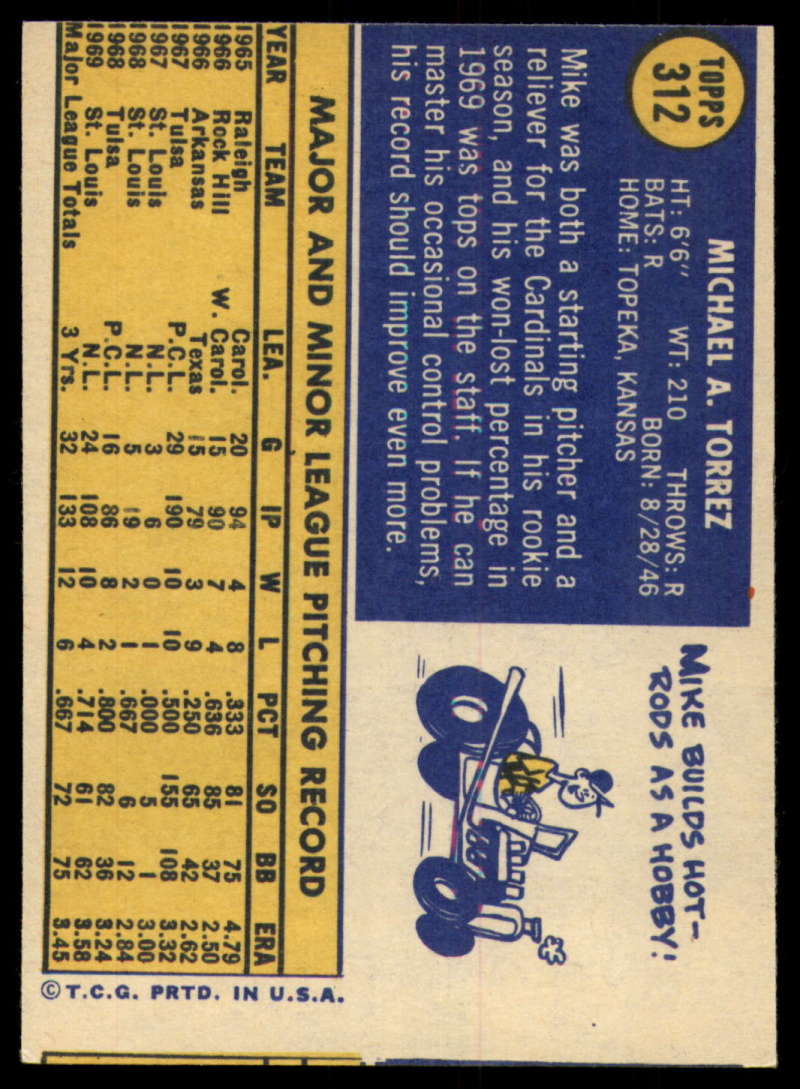 TOPPS
312
MICHAEL A. TORREZ
HT: 6'6" WT: 210 THROWS: R
BATS: R BORN: 8/28/46
HOME: TOPEKA, KANSAS
Mike was both a starting pitcher and a
reliever for the Cardinals in his rookie
season, and his won-lost percentage in
1969 was tops on the staff. If he can
master his occasional control problems,
his record should improve even more.
MIKE BUILDS HOT-
RODS AS A HOBBY!
MAJOR AND MINOR LEAGUE PITCHING RECORD
YEAR TEAM LEA. G IP W L PCT SO BB ERA
1965 Raleigh Carol. 20 94 4 8 .333 81 75 4.79
1966 Rock Hill W. Carol. 15 90 7 4 .636 85 37 2.50
1966 Arkansas Texas 15 79 3 9 .250 65 42 2.62
1967 Tulsa P.C.L. 29 190 10 10 .500 155 108 3.32
1967 St. Louis N.L. 3 6 0 1 .000 5 1 3.00
1968 St. Louis N.L. 5 19 2 1 .667 6 12 2.84
1968 Tulsa P.C.L. 16 86 8 2 .800 82 36 3.24
1969 St. Louis N.L. 24 108 10 4 .714 61 62 3.58
Major League Totals 3 Yrs. 32 133 12 6 .667 72 75 3.45
© T.C.G. PRTD. IN U.S.A.